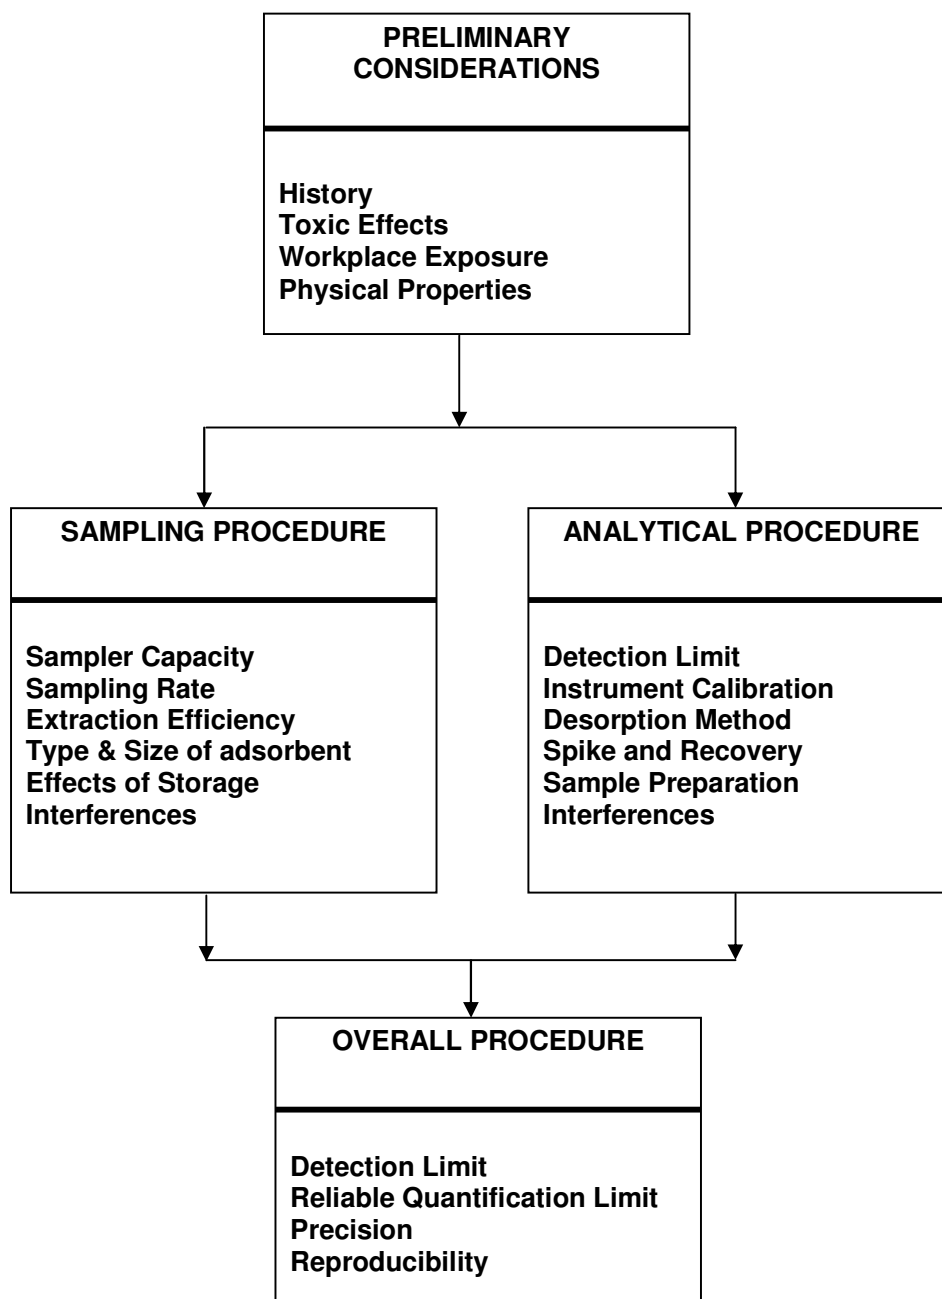 PRELIMINARY
CONSIDERATIONS
History
Toxic Effects
Workplace Exposure
Physical Properties
SAMPLING PROCEDURE
Sampler Capacity
Sampling Rate
Extraction Efficiency
Type & Size of adsorbent
Effects of Storage
Interferences
ANALYTICAL PROCEDURE
Detection Limit
Instrument Calibration
Desorption Method
Spike and Recovery
Sample Preparation
Interferences
OVERALL PROCEDURE
Detection Limit
Reliable Quantification Limit
Precision
Reproducibility